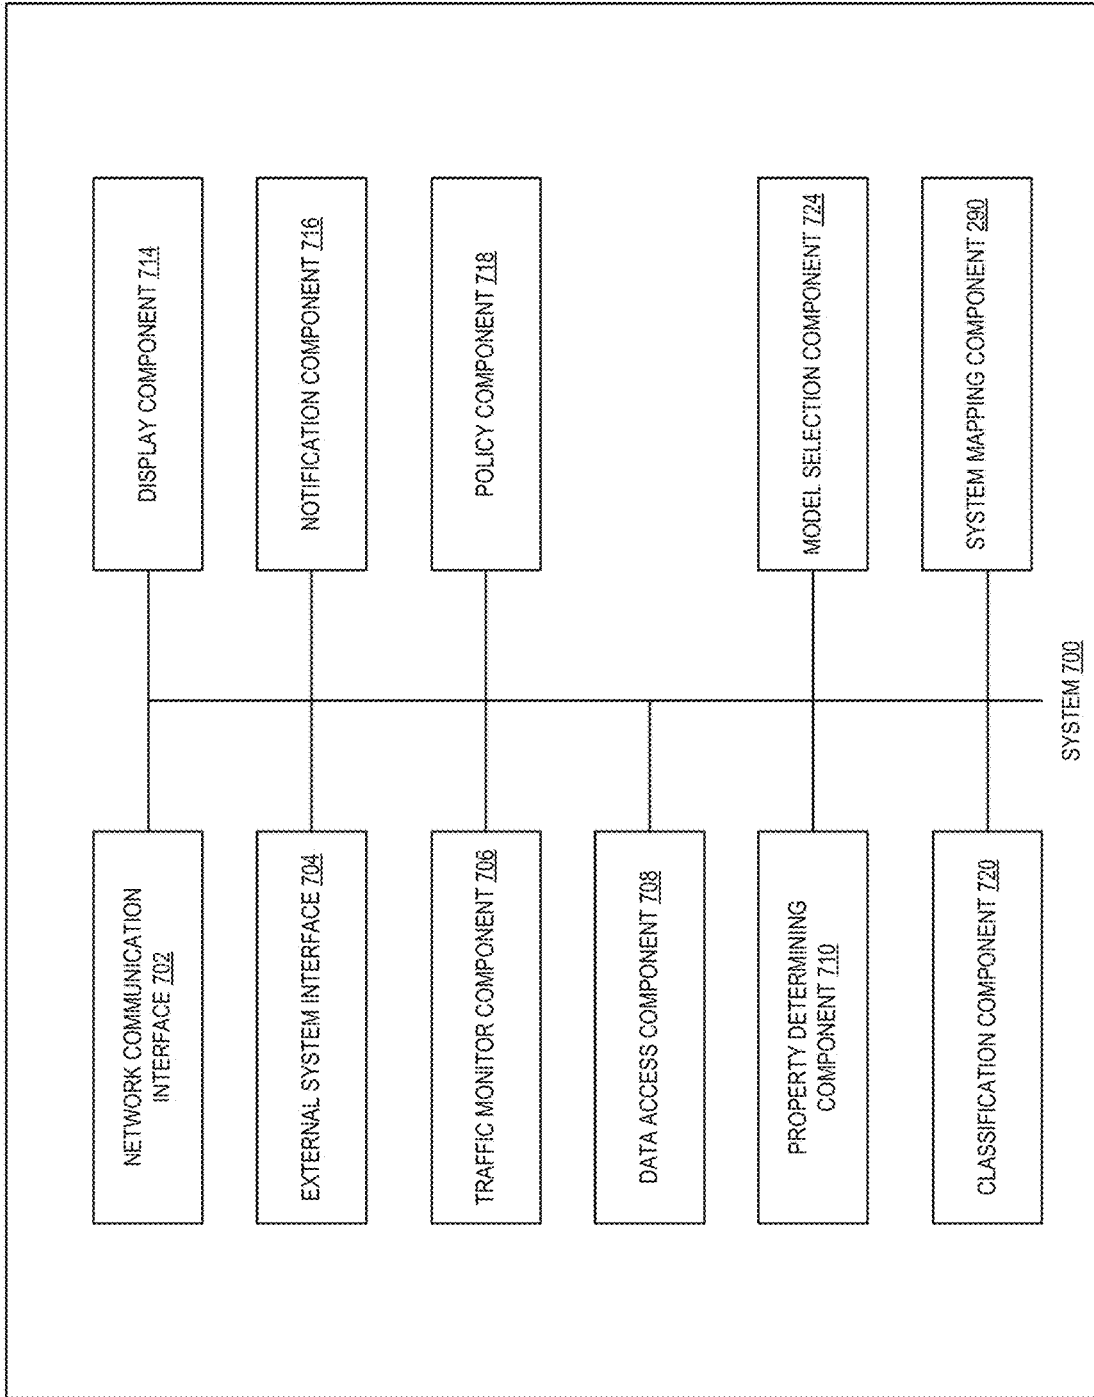 NETWORK COMMUNICATION
INTERFACE 702
EXTERNAL SYSTEM INTERFACE 704
TRAFFIC MONITOR COMPONENT 706
DATA ACCESS COMPONENT 708
PROPERTY DETERMINING
COMPONENT 710
CLASSIFICATION COMPONENT 720
DISPLAY COMPONENT 714
NOTIFICATION COMPONENT 716
POLICY COMPONENT 718
MODEL SELECTION COMPONENT 724
SYSTEM MAPPING COMPONENT 290
SYSTEM 700